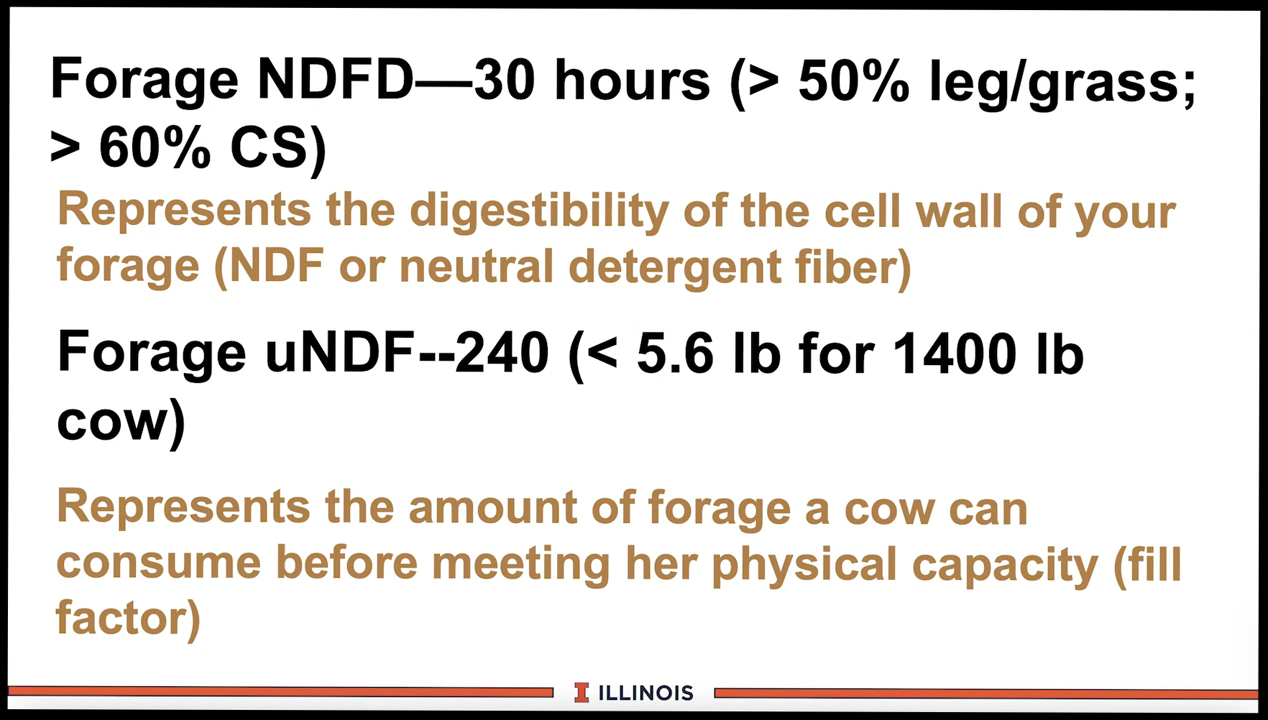 Forage NDFD—30 hours (> 50% leg/grass;
> 60% CS)
Represents the digestibility of the cell wall of your
forage (NDF or neutral detergent fiber)
Forage uNDF--240 (< 5.6 lb for 1400 lb
cow)
Represents the amount of forage a cow can
consume before meeting her physical capacity (fill
factor)
I ILLINOIS